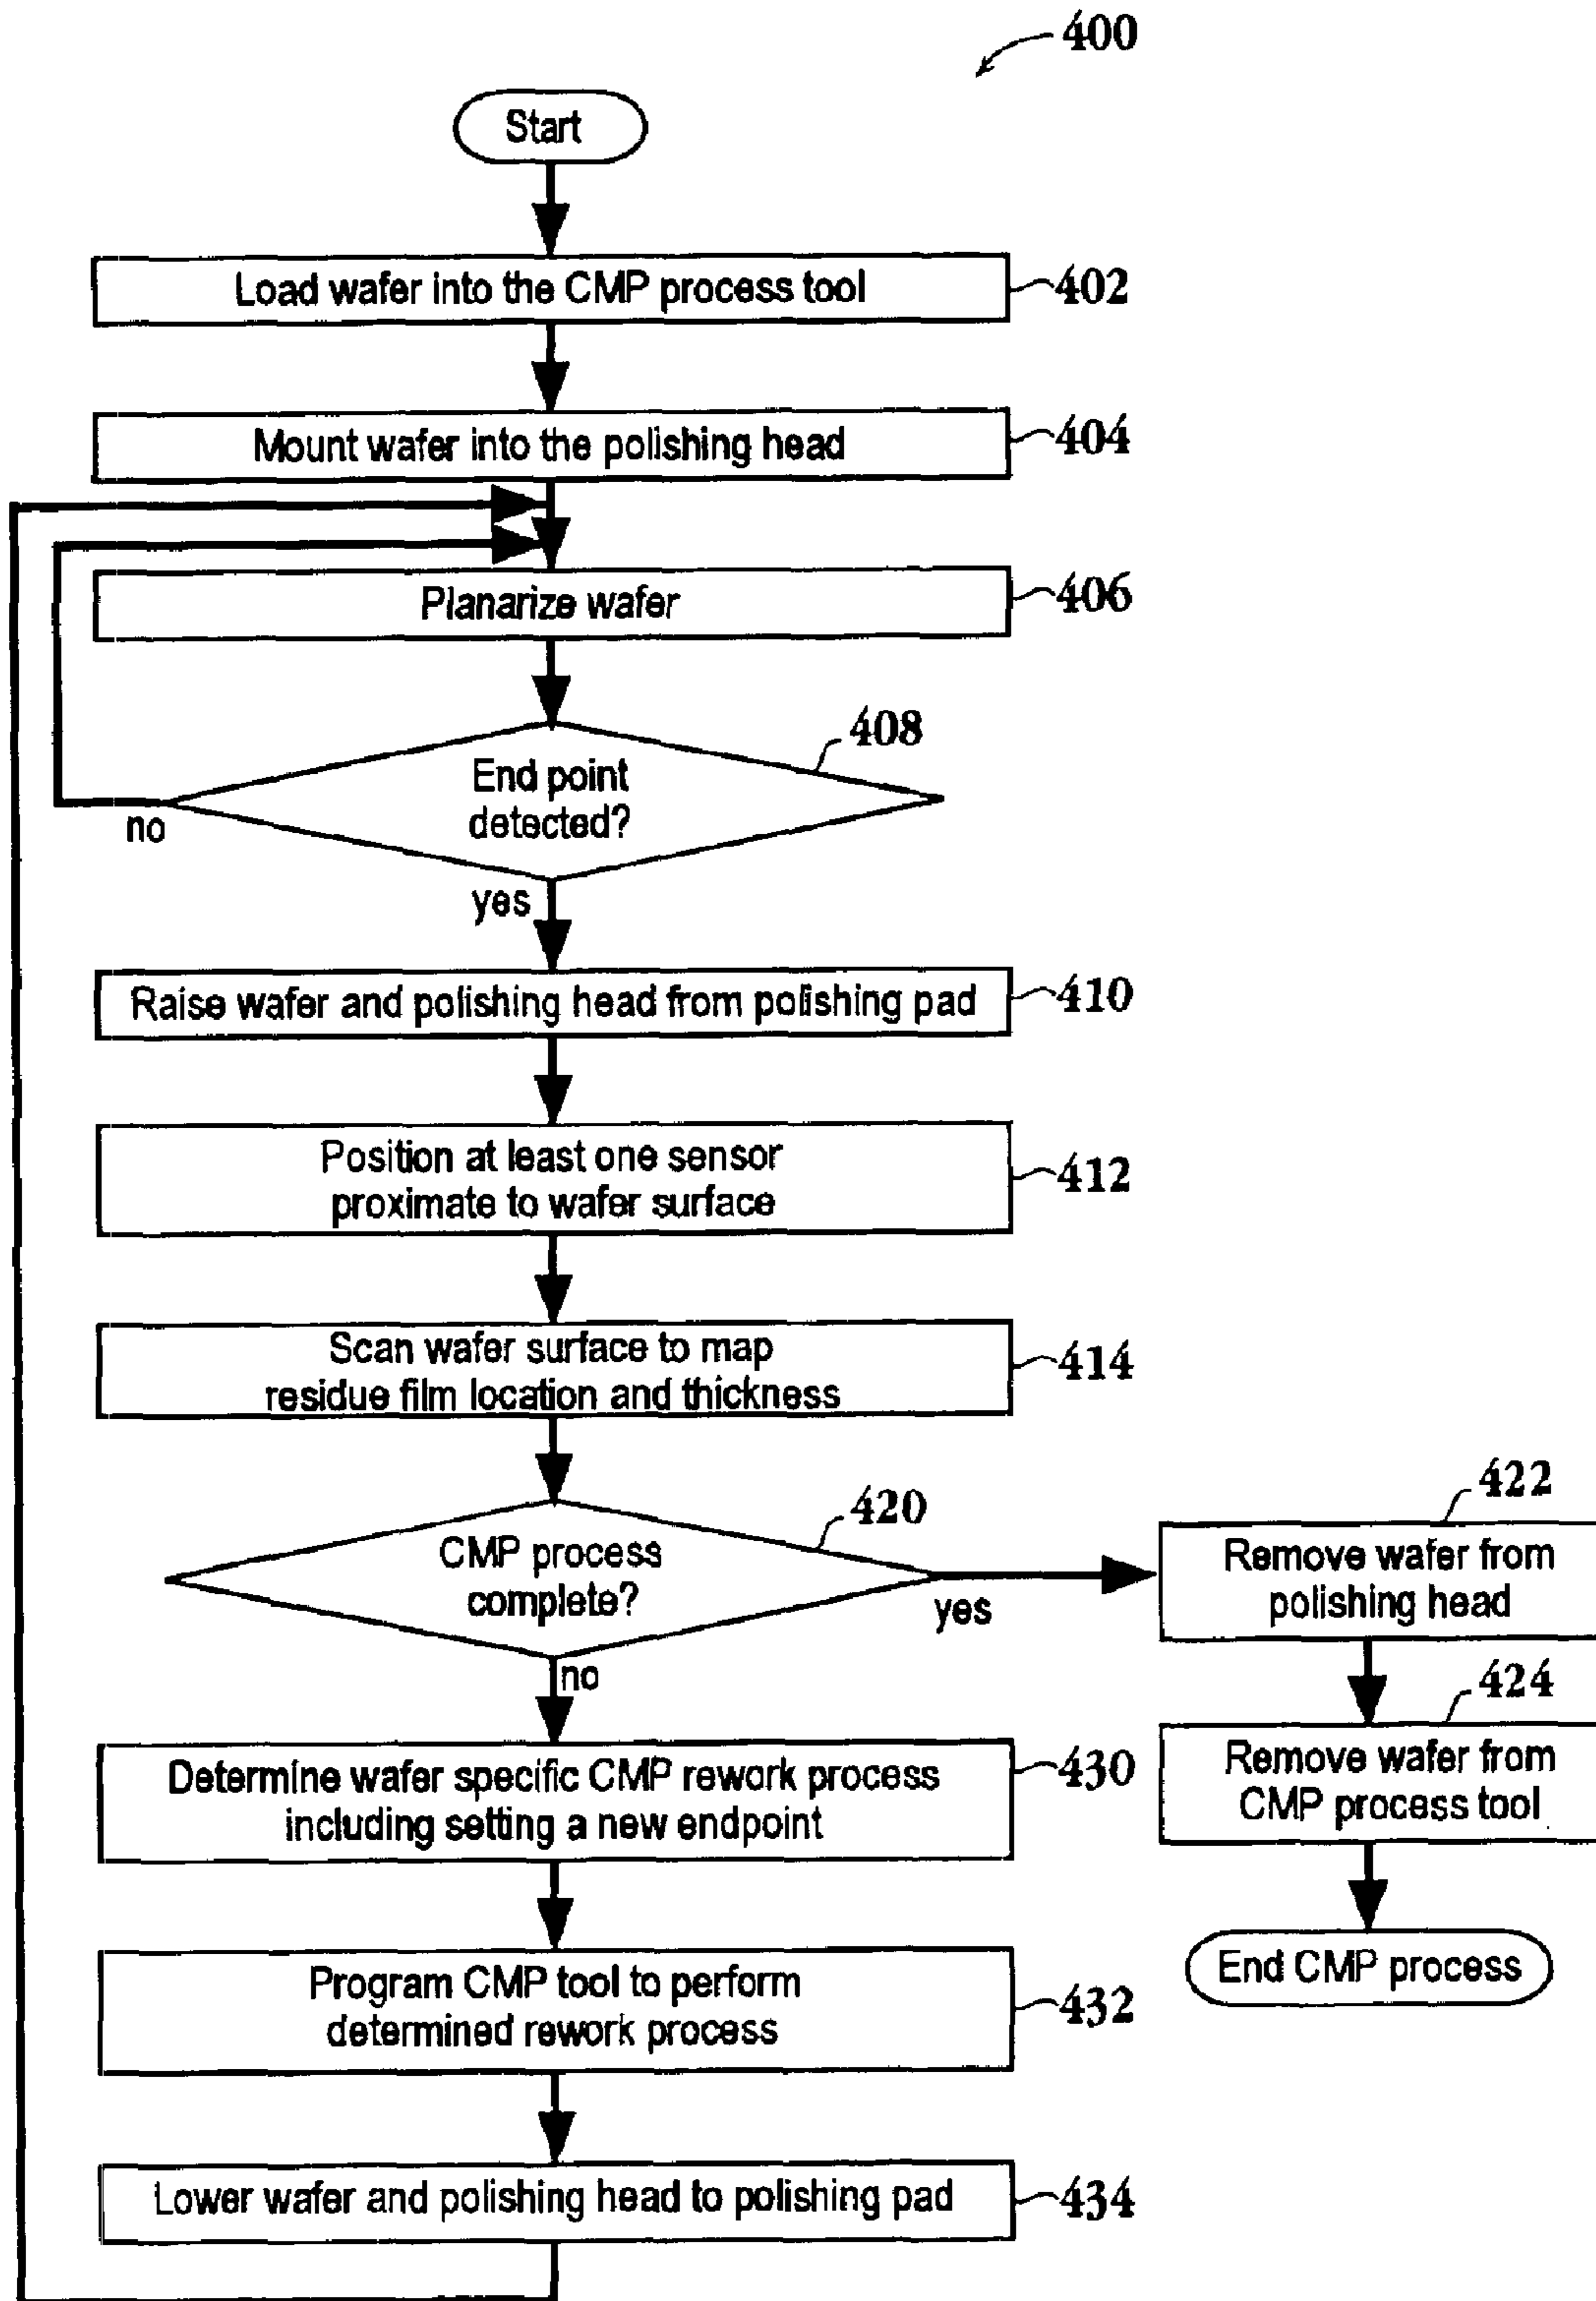 400
Start
Load wafer into the CMP process tool
402
Mount wafer into the polishing head
404
Planarize wafer
406
408
End point
detected?
no
yes
Raise wafer and polishing head from polishing pad
410
Position at least one sensor
proximate to wafer surface
412
Scan wafer surface to map
residue film location and thickness
414
420
CMP process
complete?
yes
no
422
Remove wafer from
polishing head
424
Remove wafer from
CMP process tool
End CMP process
Determine wafer specific CMP rework process
including setting a new endpoint
430
Program CMP tool to perform
determined rework process
432
Lower wafer and polishing head to polishing pad
434